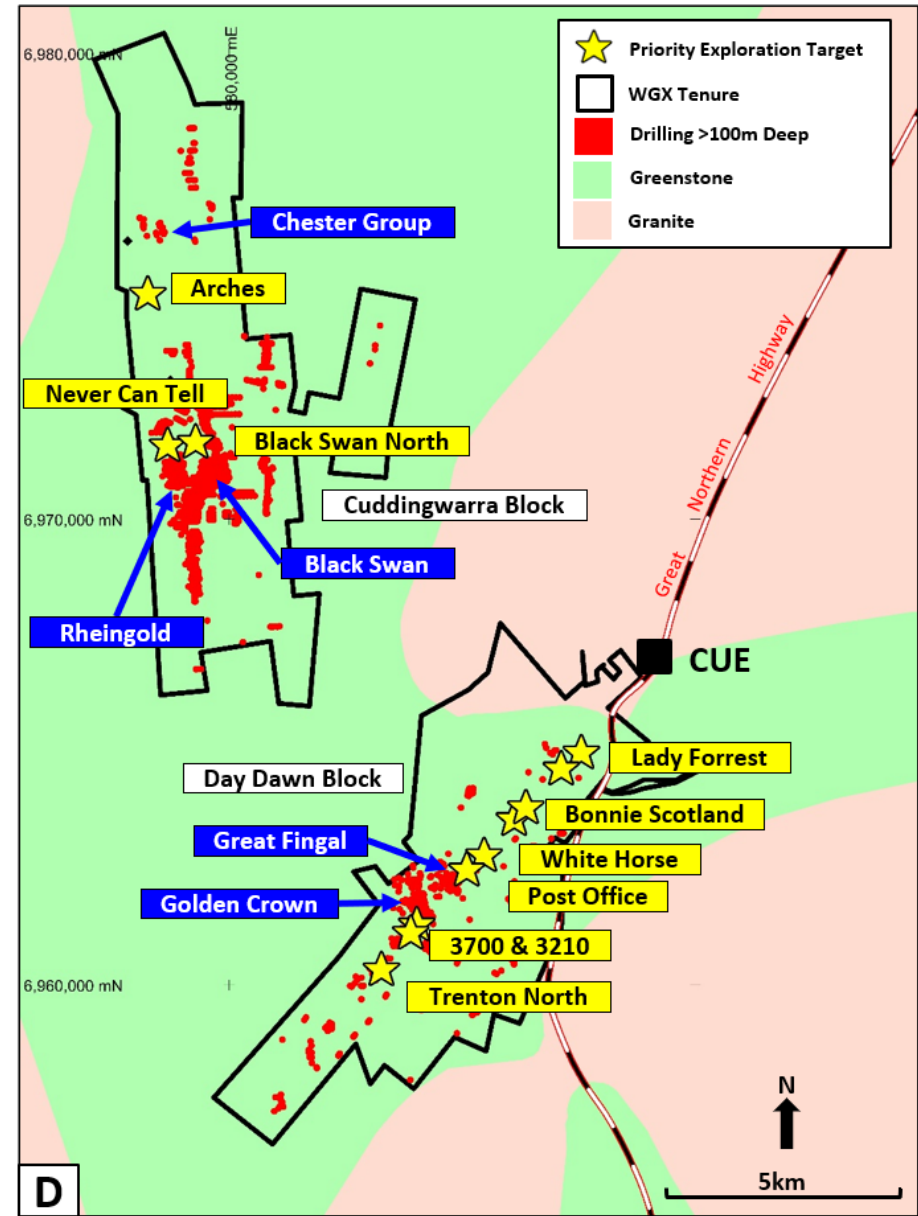 6,980,000 mN
580,000 mE
Priority Exploration Target
WGX Tenure
Drilling >100m Deep
Greenstone
Granite
Chester Group
Arches
Never Can Tell
Black Swan North
Cuddingwarra Block
6,970,000 mN
Black Swan
Rheingold
Great Northern Highway
CUE
Day Dawn Block
Lady Forrest
Bonnie Scotland
Great Fingal
White Horse
Post Office
Golden Crown
3700 & 3210
6,960,000 mN
Trenton North
N
5km
D